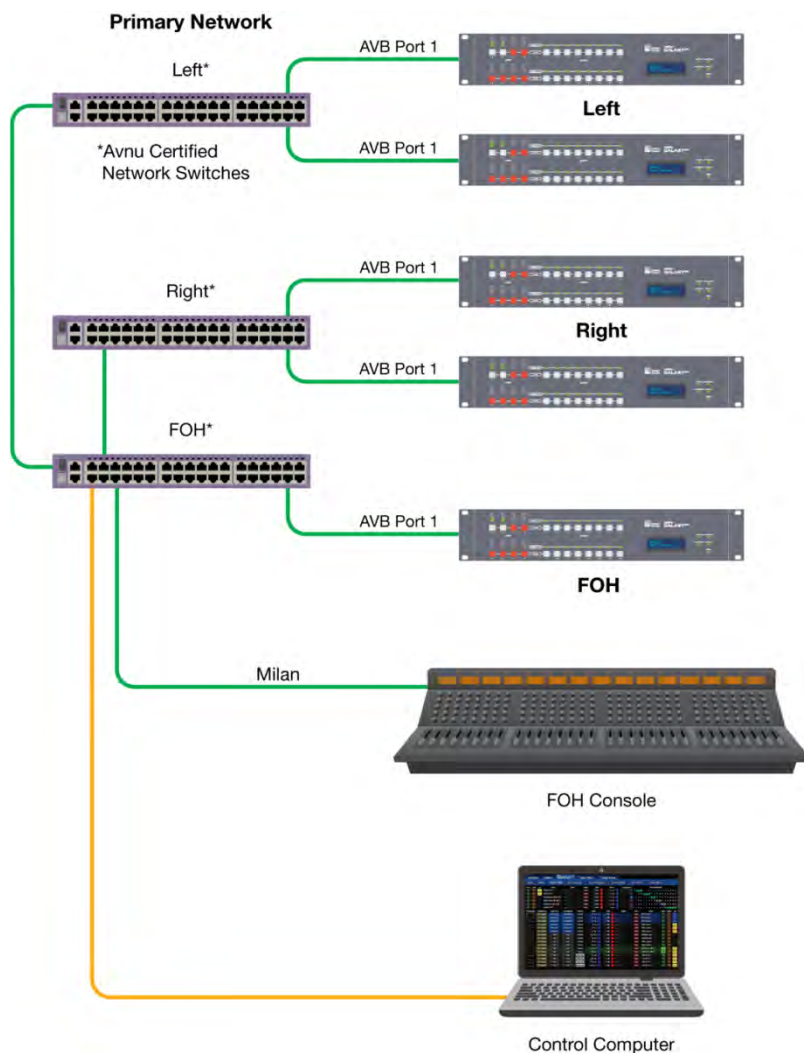 Primary Network
Left*
AVB Port 1
Left
*Avnu Certified
Network Switches
AVB Port 1
Right*
AVB Port 1
Right
AVB Port 1
FOH*
AVB Port 1
FOH
Milan
FOH Console
Control Computer